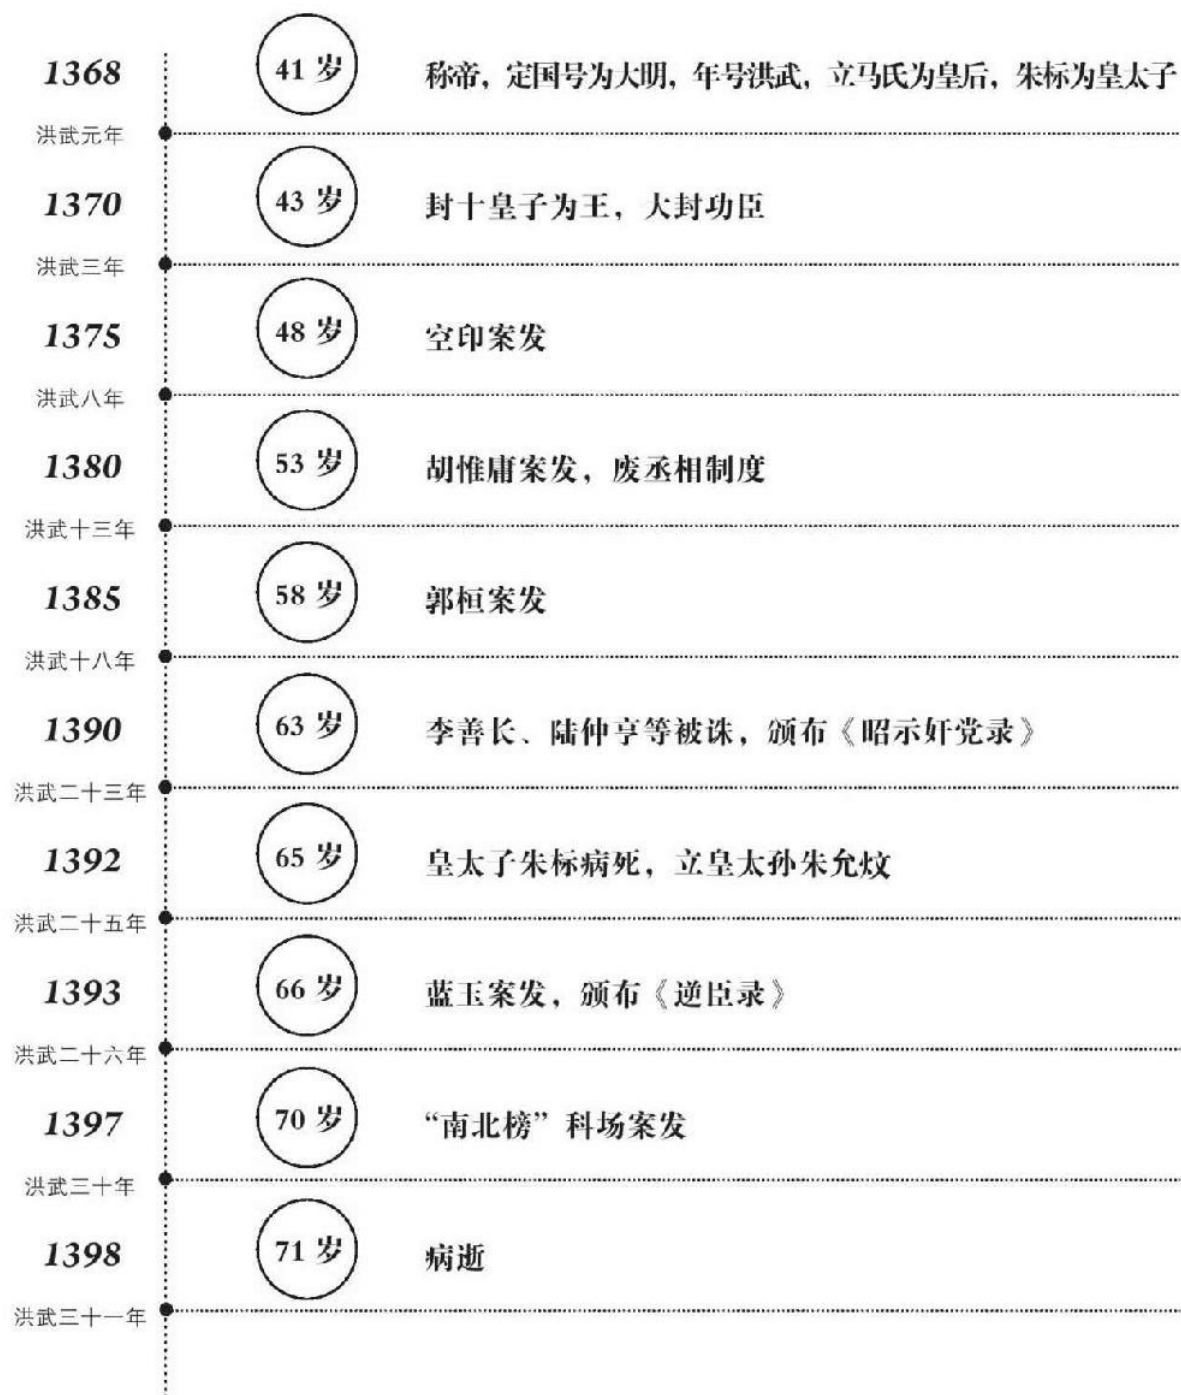 1368
41 岁
称帝，定国号为大明，年号洪武，立马氏为皇后，朱标为皇太子
洪武元年
1370
43 岁
封十皇子为王，大封功臣
洪武三年
1375
48 岁
空印案发
洪武八年
1380
53 岁
胡惟庸案发，废丞相制度
洪武十三年
1385
58 岁
郭桓案发
洪武十八年
1390
63 岁
李善长、陆仲亨等被诛，颁布《昭示奸党录》
洪武二十三年
1392
65 岁
皇太子朱标病死，立皇太孙朱允炆
洪武二十五年
1393
66 岁
蓝玉案发，颁布《逆臣录》
洪武二十六年
1397
70 岁
“南北榜”科场案发
洪武三十年
1398
71 岁
病逝
洪武三十一年